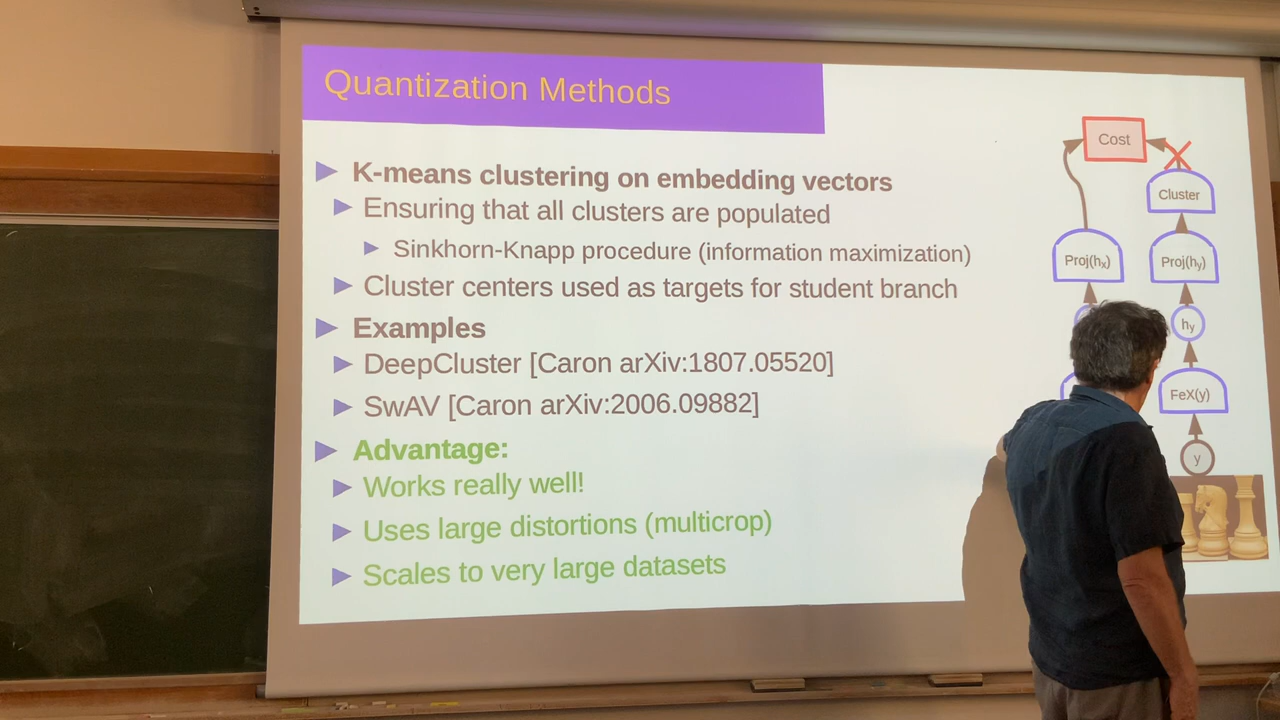 Quantization Methods
K-means clustering on embedding vectors
Ensuring that all clusters are populated
Sinkhorn-Knapp procedure (information maximization)
Cluster centers used as targets for student branch
Examples
DeepCluster [Caron arXiv:1807.05520]
SwAV [Caron arXiv:2006.09882]
Advantage:
Works really well!
Uses large distortions (multicrop)
Scales to very large datasets
Cost
Cluster
Proj(hx)
Proj(hy)
hy
FeX(y)
y